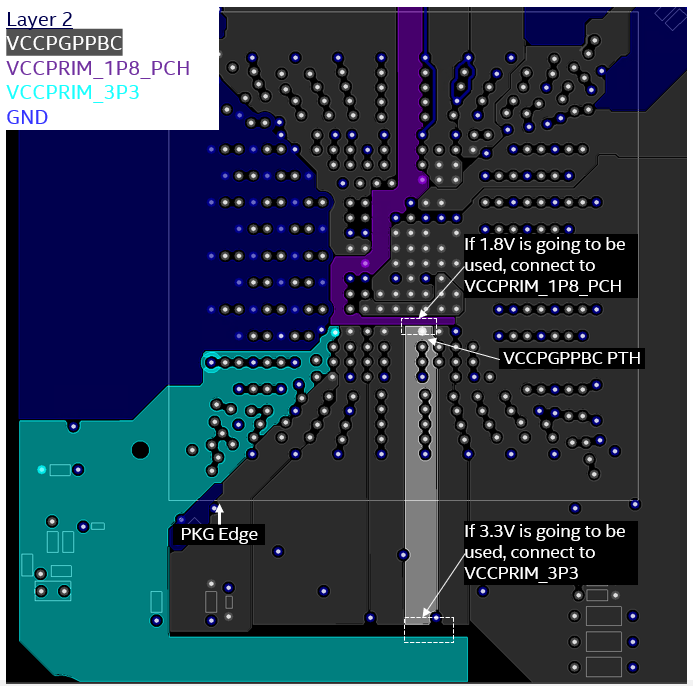 Layer 2
VCCPGPPBC
VCCPRIM_1P8_PCH
VCCPRIM_3P3
GND
If 1.8V is going to be
used, connect to
VCCPRIM_1P8_PCH
VCCPGPPBC PTH
PKG Edge
If 3.3V is going to be
used, connect to
VCCPRIM_3P3